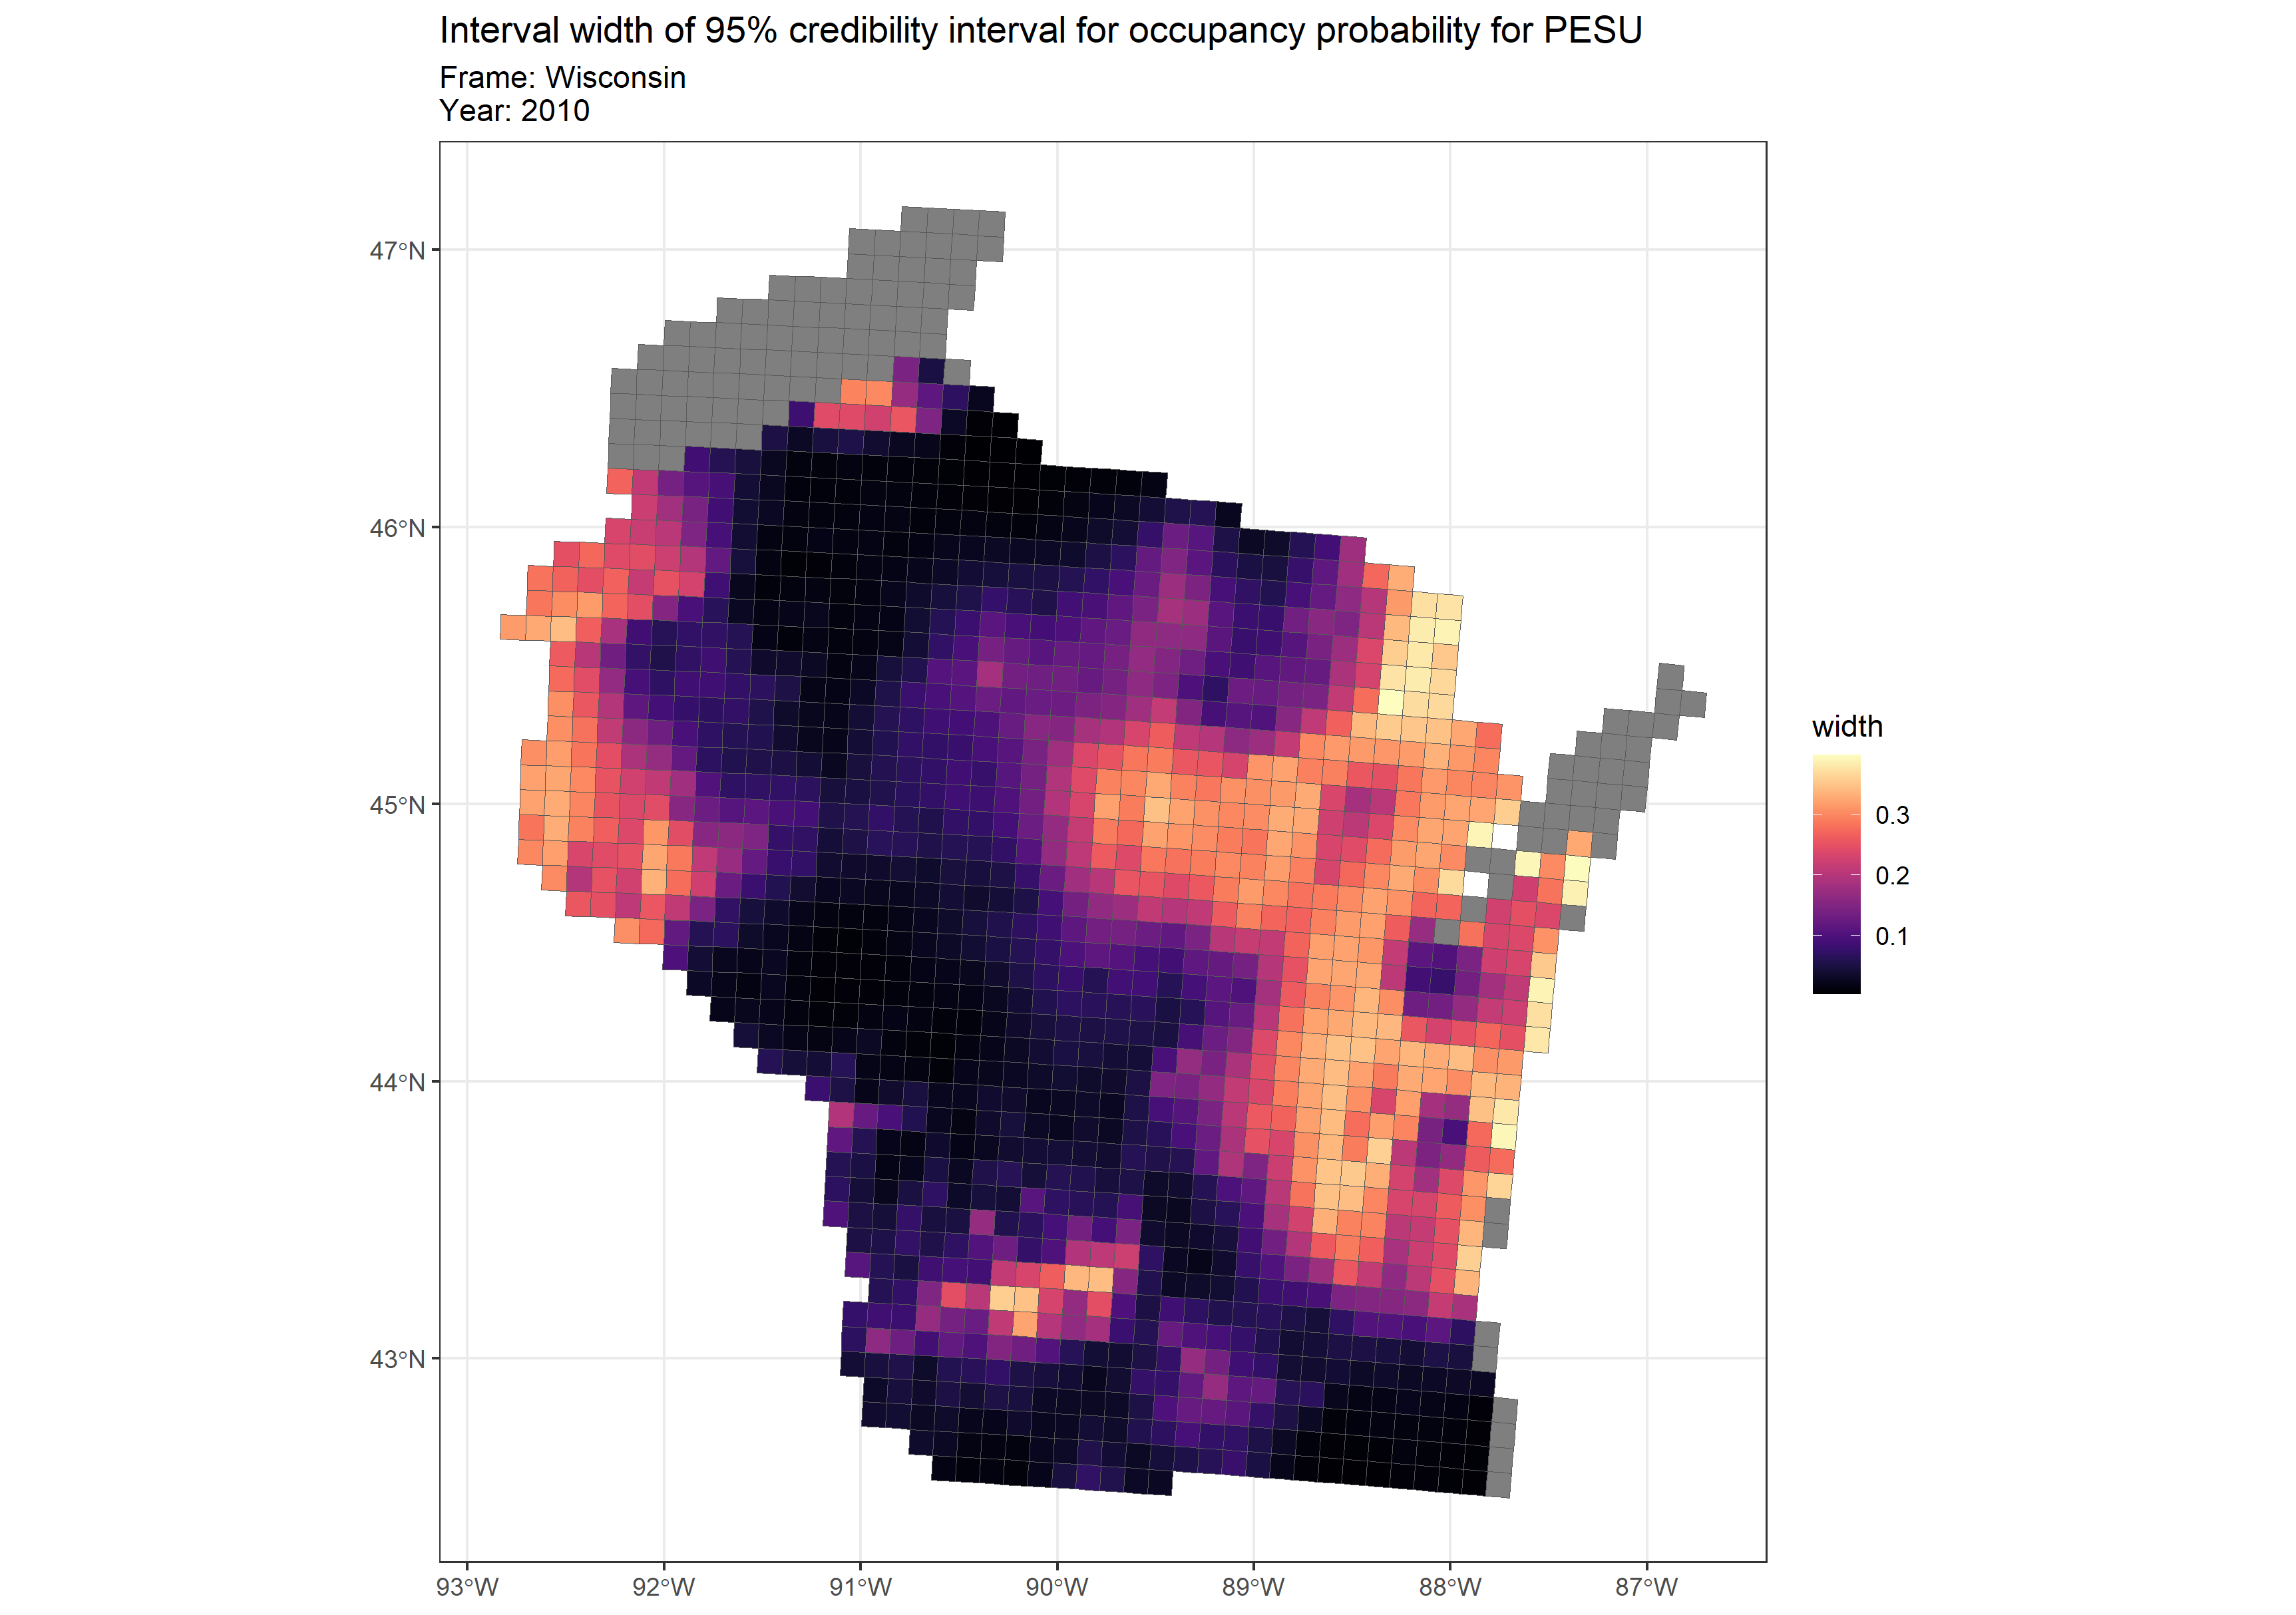 Interval width of 95% credibility interval for occupancy probability for PESU
Frame: Wisconsin
Year: 2010
47°N
46°N
45°N
44°N
43°N
93°W 92°W 91°W 90°W 89°W 88°W 87°W
width
0.3
0.2
0.1